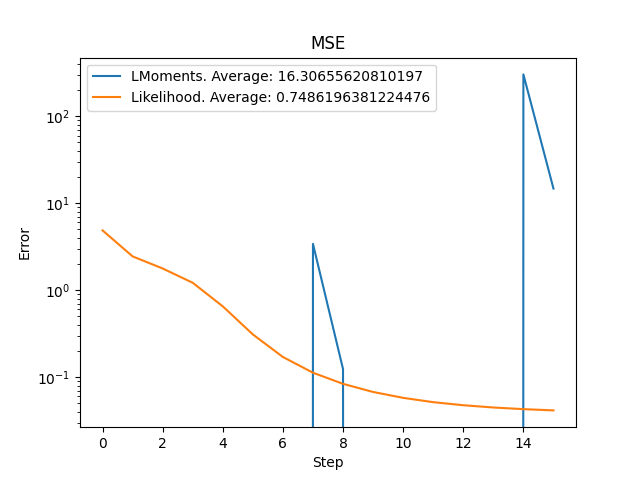 MSE
LMoments. Average: 16.30655620810197
Likelihood. Average: 0.7486196381224476
10²
10¹
10⁰
10⁻¹
Error
0 2 4 6 8 10 12 14
Step